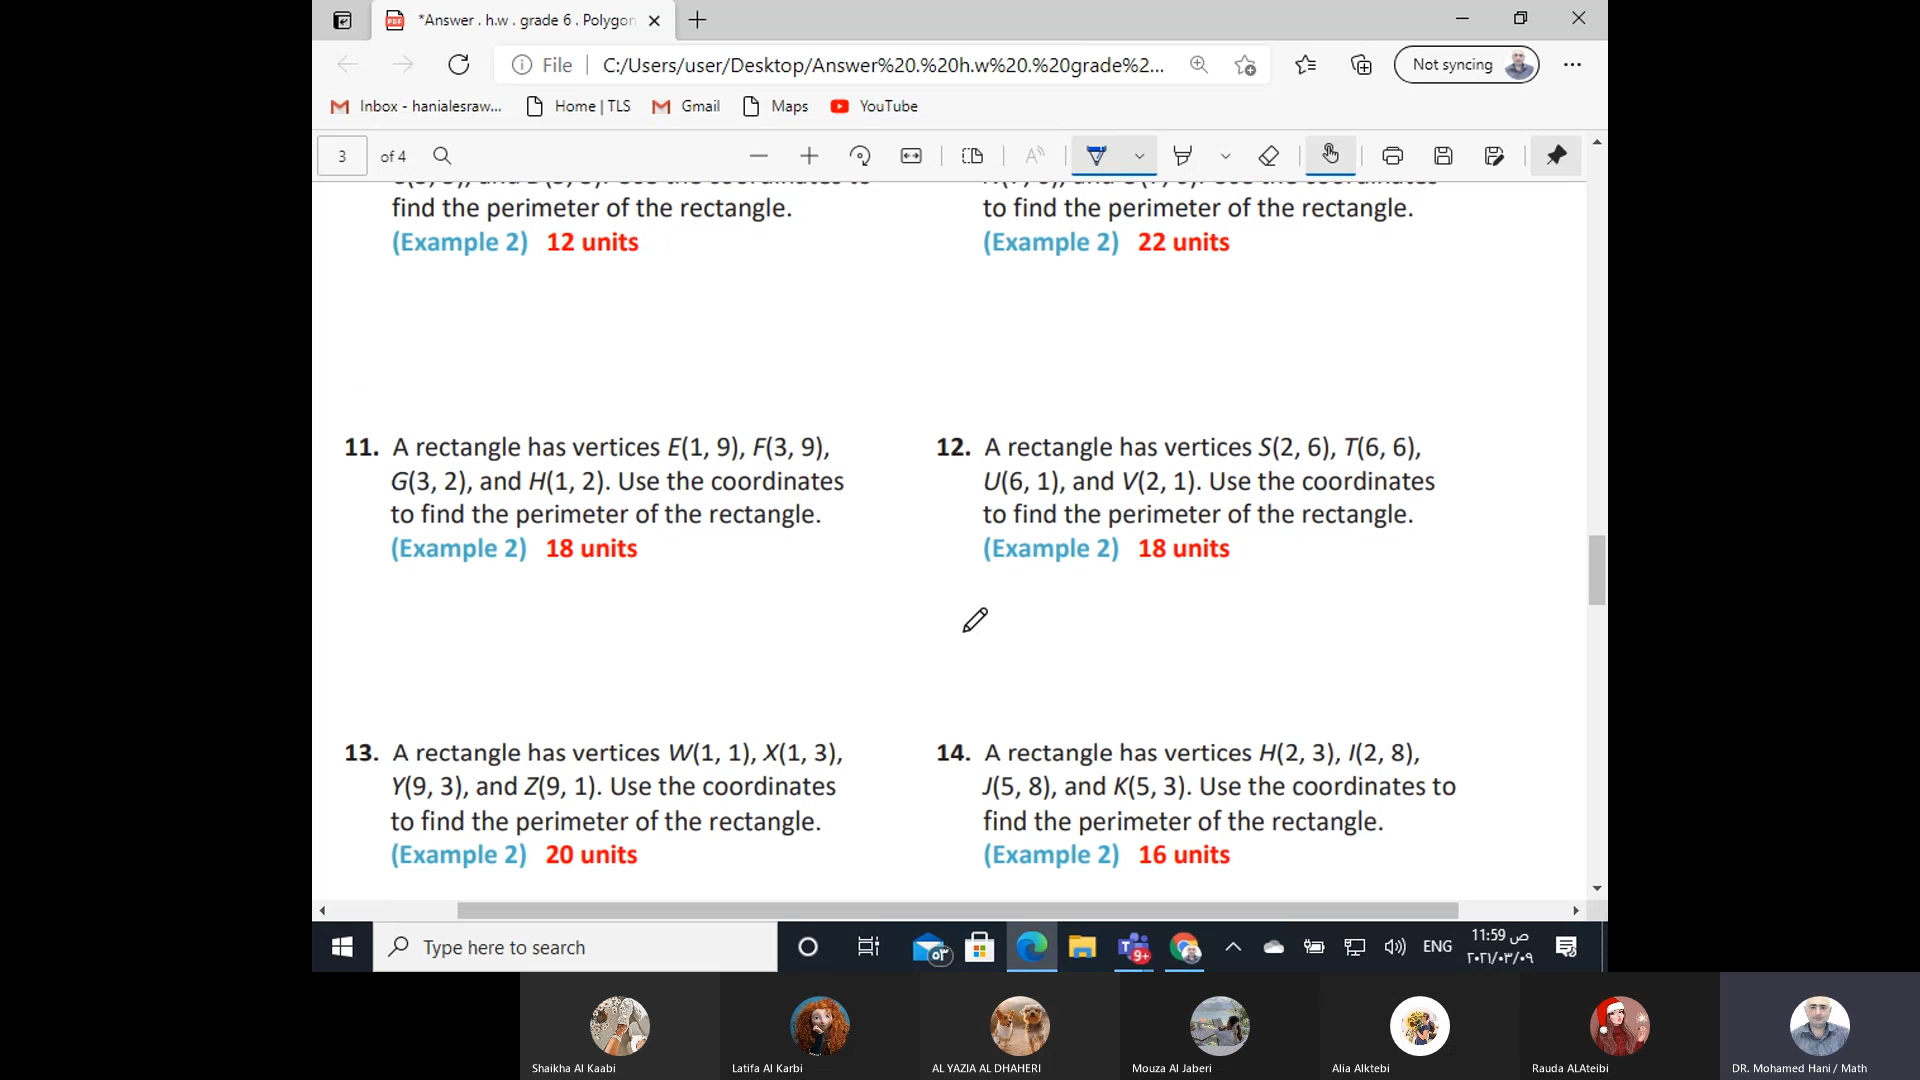 *Answer . h.w . grade 6 . Polygon
File
C:/Users/user/Desktop/Answer%20.%20h.w%20.%20grade%2...
Not syncing
Inbox - hanialesraw...
Home | TLS
Gmail
Maps
YouTube
3 of 4
find the perimeter of the rectangle.
(Example 2) 12 units
to find the perimeter of the rectangle.
(Example 2) 22 units
11. A rectangle has vertices E(1, 9), F(3, 9),
G(3, 2), and H(1, 2). Use the coordinates
to find the perimeter of the rectangle.
(Example 2) 18 units
12. A rectangle has vertices S(2, 6), T(6, 6),
U(6, 1), and V(2, 1). Use the coordinates
to find the perimeter of the rectangle.
(Example 2) 18 units
13. A rectangle has vertices W(1, 1), X(1, 3),
Y(9, 3), and Z(9, 1). Use the coordinates
to find the perimeter of the rectangle.
(Example 2) 20 units
14. A rectangle has vertices H(2, 3), I(2, 8),
J(5, 8), and K(5, 3). Use the coordinates to
find the perimeter of the rectangle.
(Example 2) 16 units
Type here to search
٥٣
9+
ENG
11:59 ص
٢٠٢١/٠٣/٠٩
Shaikha Al Kaabi
Latifa Al Karbi
AL YAZIA AL DHAHERI
Mouza Al Jaberi
Alia Alktebi
Rauda ALAteibi
DR. Mohamed Hani / Math